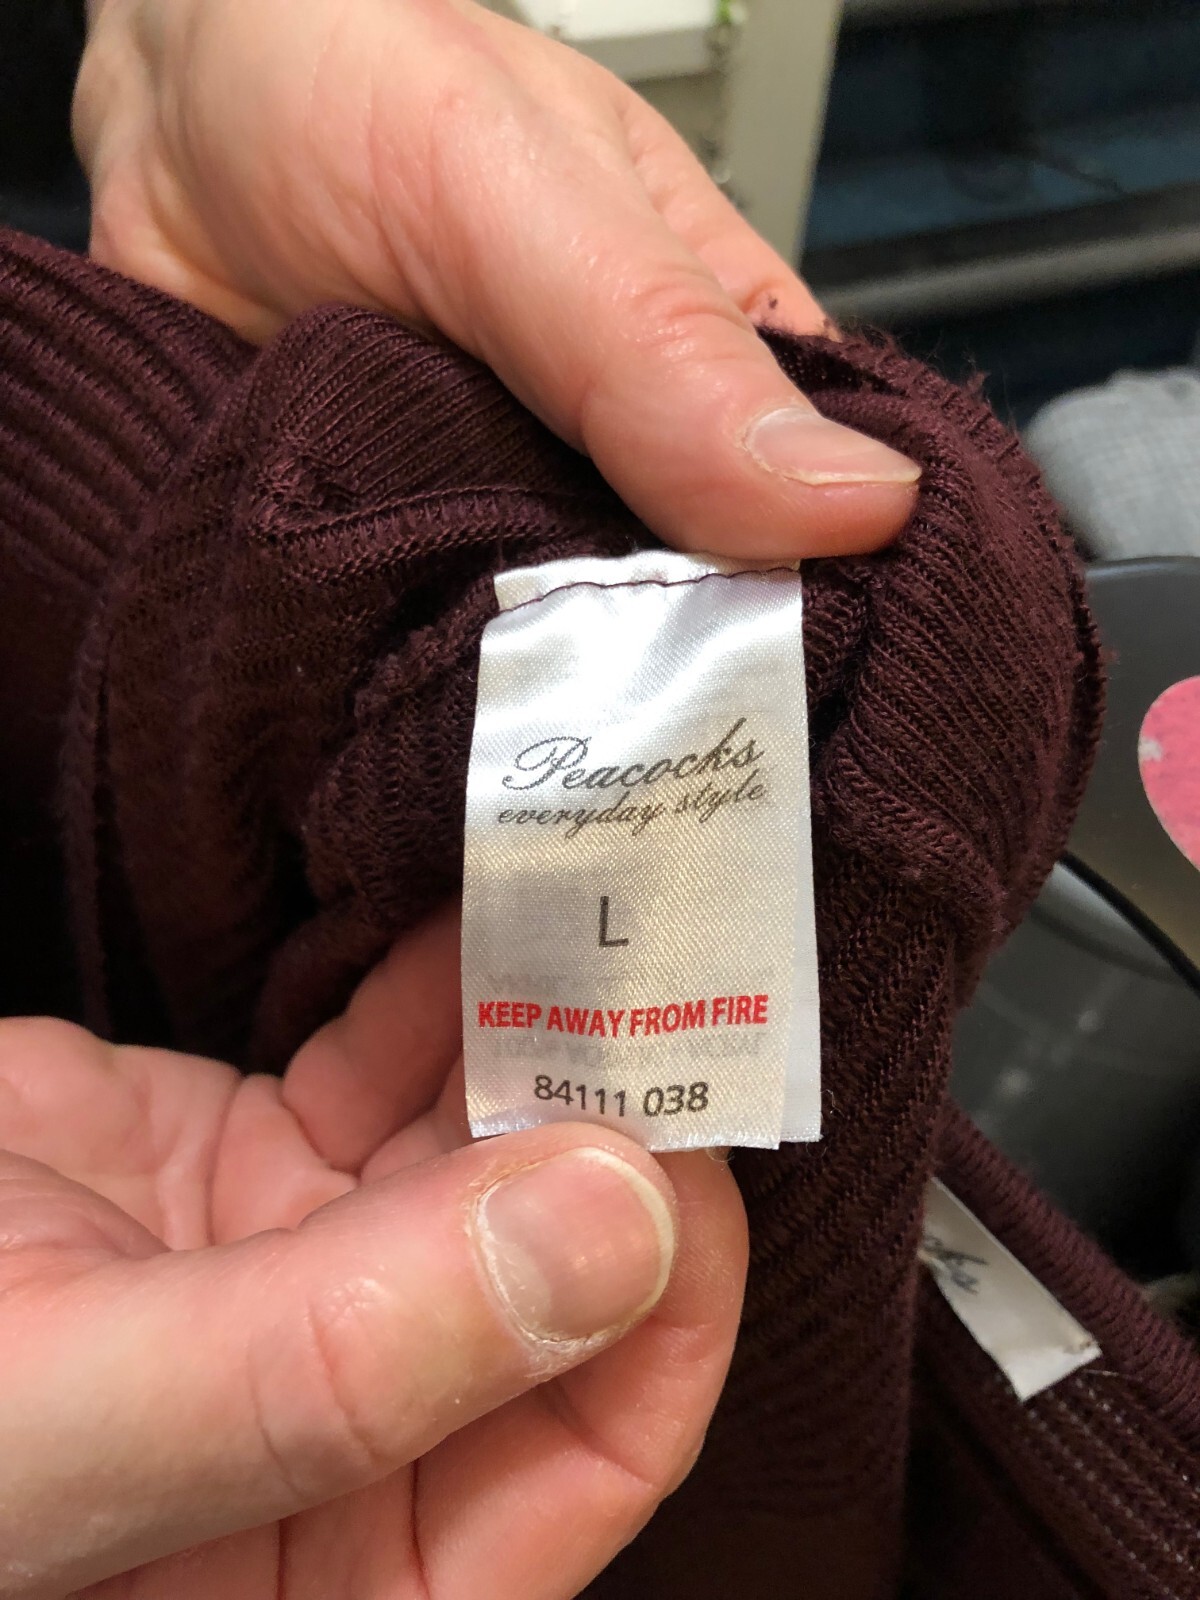 Peacocks
everyday style
L
KEEP AWAY FROM FIRE
84111 038